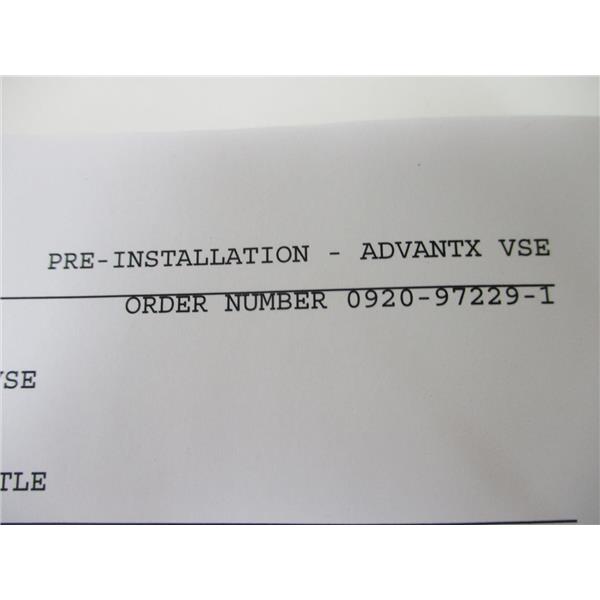 PRE-INSTALLATION - ADVANTX VSE
ORDER NUMBER 0920-97229-1
VSE
TLE